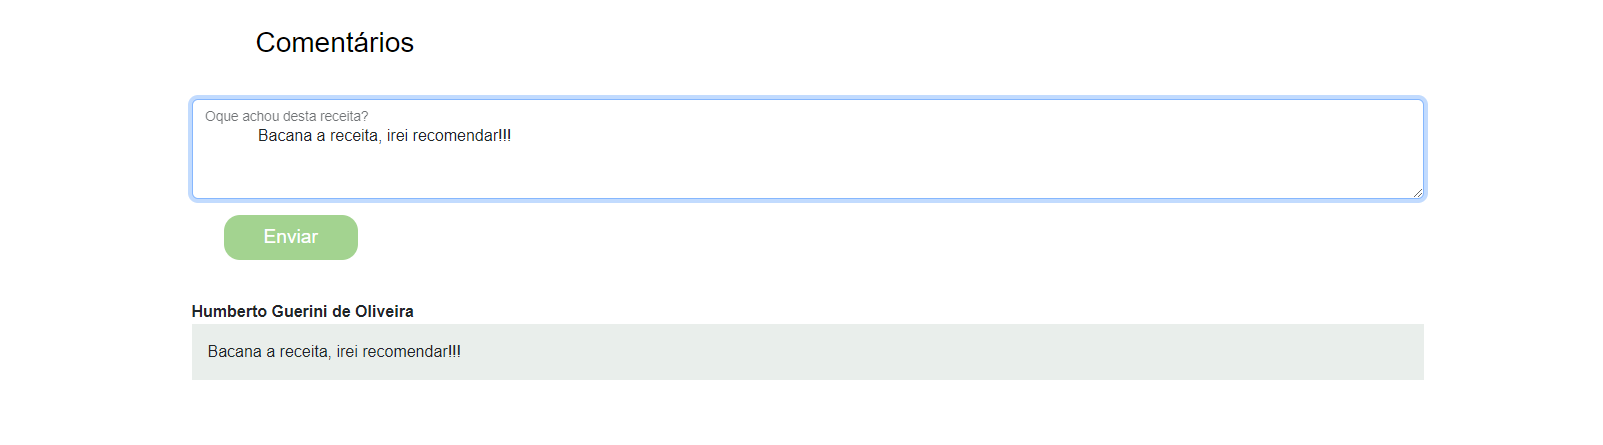 Comentários
Oque achou desta receita?
Bacana a receita, irei recomendar!!!
Enviar
Humberto Guerini de Oliveira
Bacana a receita, irei recomendar!!!